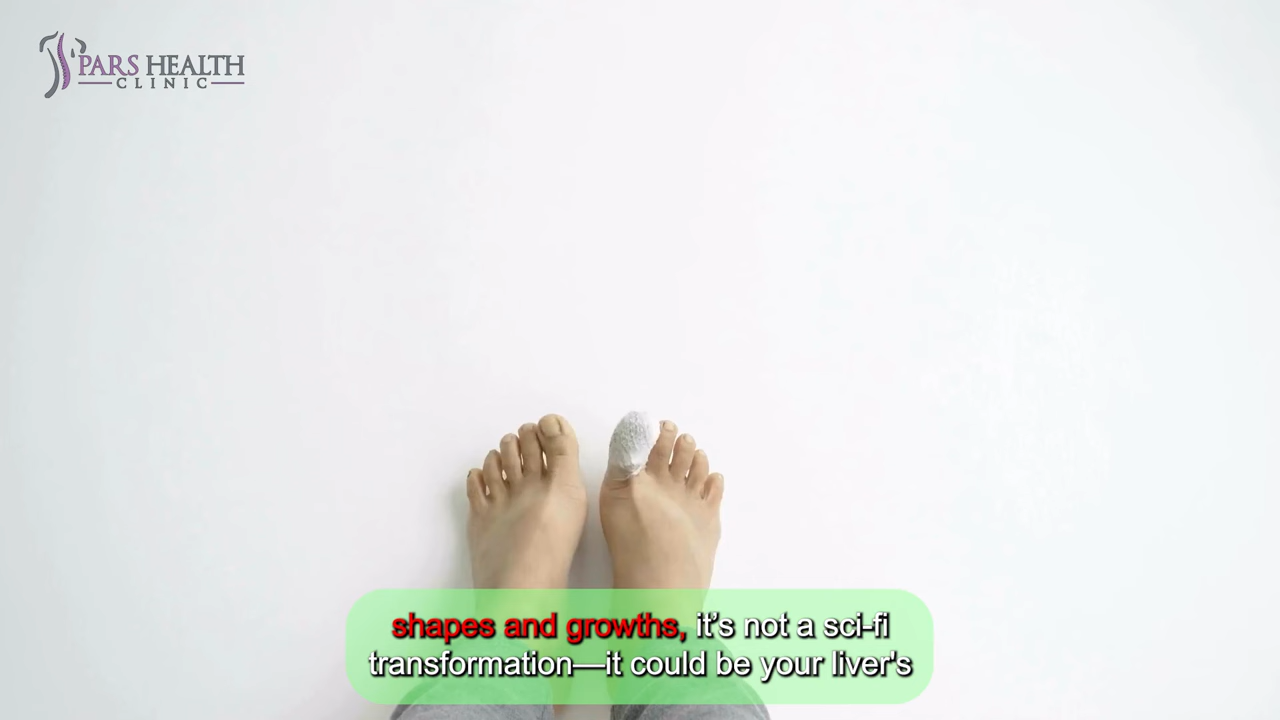 PARS HEALTH
CLINIC
shapes and growths, it's not a sci-fi
transformation—it could be your liver's